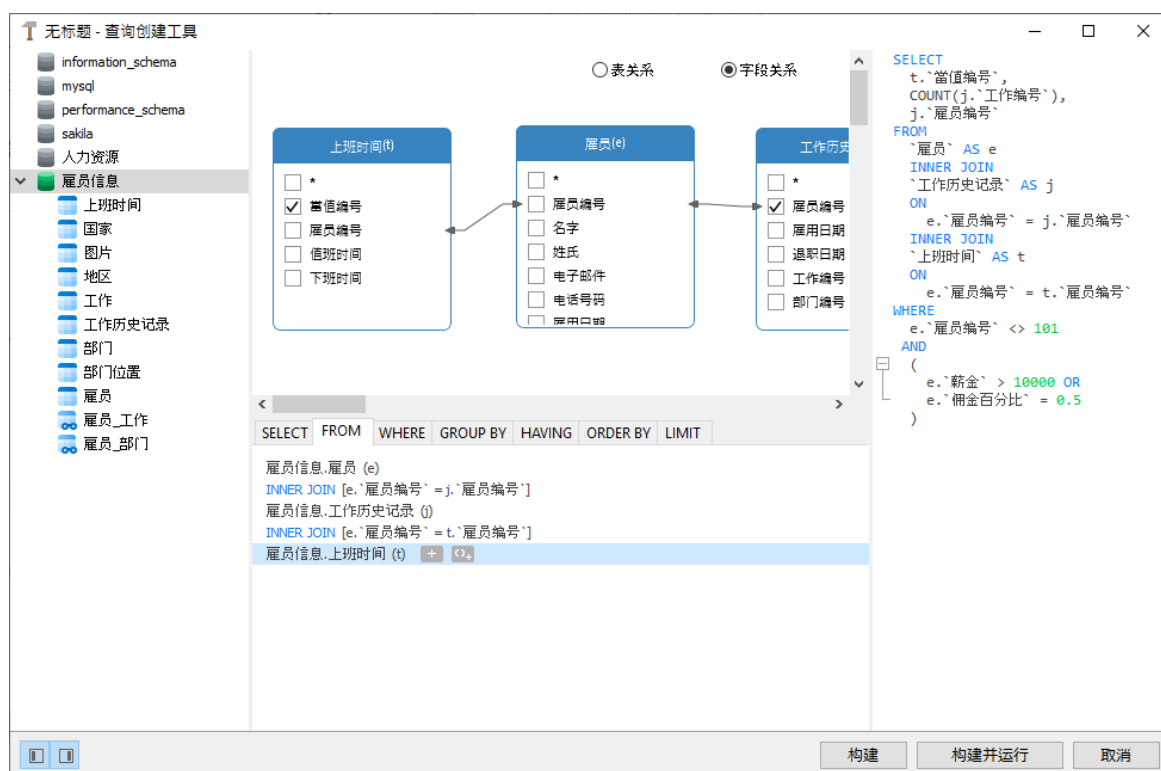 无标题 - 查询创建工具
information_schema
mysql
performance_schema
sakila
人力资源
雇员信息
上班时间
国家
图片
地区
工作
工作历史记录
部门
部门位置
雇员
雇员_工作
雇员_部门
表关系
字段关系
上班时间(t)
*
當值编号
雇员编号
值班时间
下班时间
雇员(e)
*
雇员编号
名字
姓氏
电子邮件
电话号码
雇用日期
工作历史
*
雇员编号
雇用日期
退职日期
工作编号
部门编号
SELECT FROM WHERE GROUP BY HAVING ORDER BY LIMIT
雇员信息.雇员 (e)
INNER JOIN [e.`雇员编号` = j.`雇员编号`]
雇员信息.工作历史记录 (j)
INNER JOIN [e.`雇员编号` = t.`雇员编号`]
雇员信息.上班时间 (t)
SELECT
t.`當值编号`,
COUNT(j.`工作编号`),
j.`雇员编号`
FROM
`雇员` AS e
INNER JOIN
`工作历史记录` AS j
ON
e.`雇员编号` = j.`雇员编号`
INNER JOIN
`上班时间` AS t
ON
e.`雇员编号` = t.`雇员编号`
WHERE
e.`雇员编号` <> 101
AND
(
e.`薪金` > 10000 OR
e.`佣金百分比` = 0.5
)
构建
构建并运行
取消